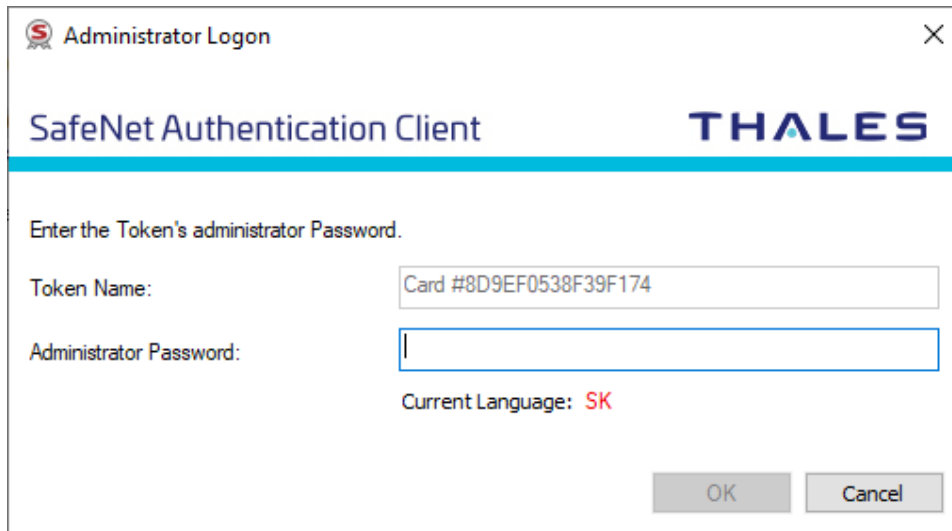 Administrator Logon
SafeNet Authentication Client THALES
Enter the Token's administrator Password.
Token Name: Card #8D9EF0538F39F174
Administrator Password:
Current Language: SK
OK Cancel